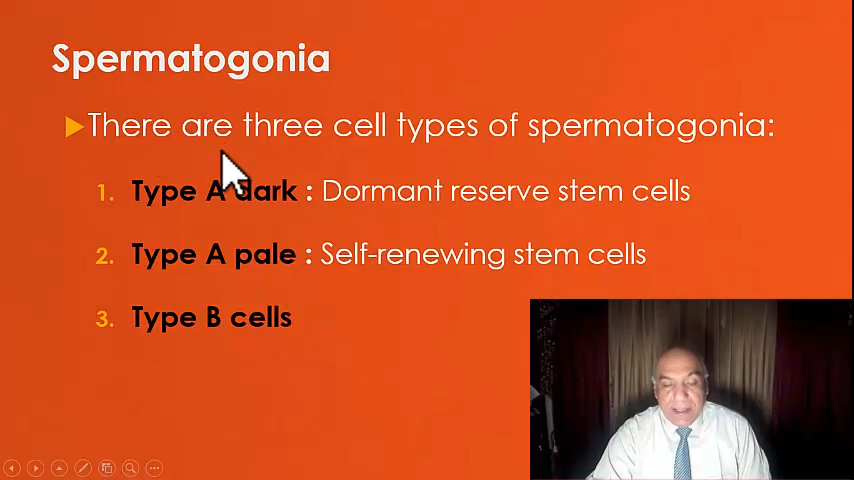 Spermatogonia
There are three cell types of spermatogonia:
1. Type A dark : Dormant reserve stem cells
2. Type A pale : Self-renewing stem cells
3. Type B cells